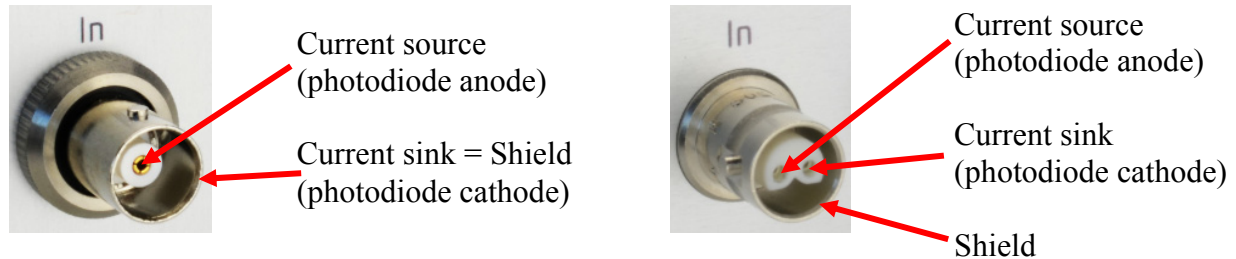 In
Current source
(photodiode anode)
Current sink = Shield
(photodiode cathode)
In
Current source
(photodiode anode)
Current sink
(photodiode cathode)
Shield